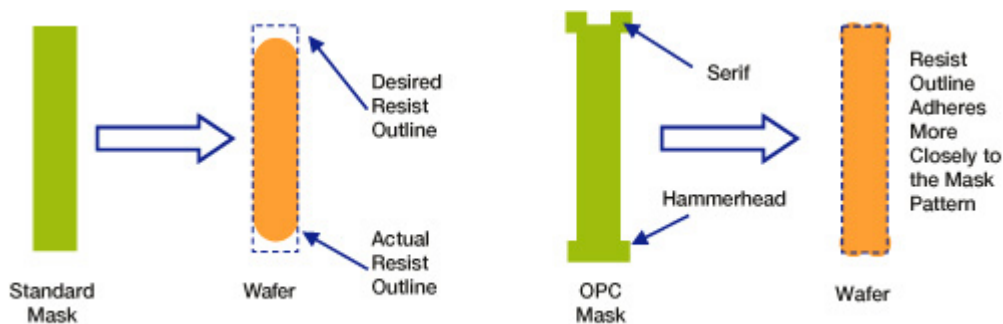 Desired
Resist
Outline
Actual
Resist
Outline
Standard
Mask
Wafer
Serif
Hammerhead
OPC
Mask
Resist
Outline
Adheres
More
Closely to
the Mask
Pattern
Wafer